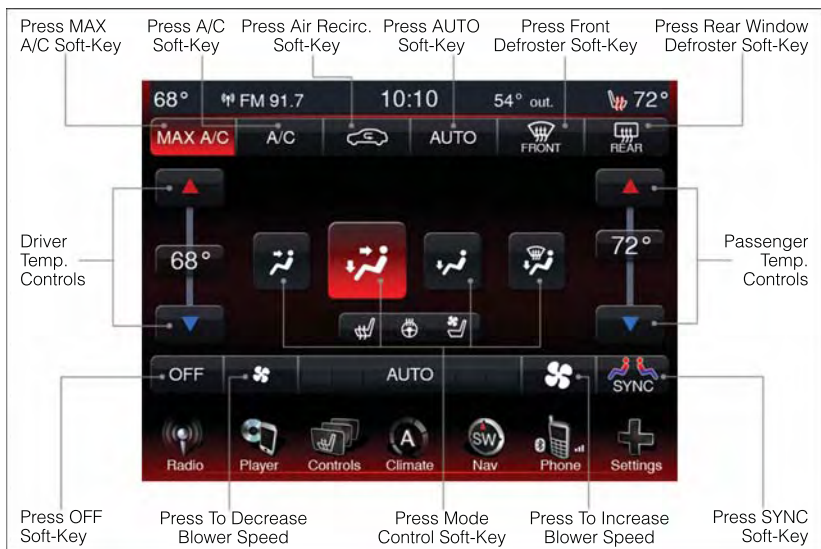 Press MAX
A/C Soft-Key
Press A/C
Soft-Key
Press Air Recirc.
Soft-Key
Press AUTO
Soft-Key
Press Front
Defroster Soft-Key
Press Rear Window
Defroster Soft-Key
68° FM 91.7 10:10 54° out. 72°
MAX A/C A/C AUTO FRONT REAR
Driver
Temp.
Controls
68°
72°
Passenger
Temp.
Controls
OFF AUTO SYNC
A SW
Radio Player Controls Climate Nav Phone Settings
Press OFF
Soft-Key
Press To Decrease
Blower Speed
Press Mode
Control Soft-Key
Press To Increase
Blower Speed
Press SYNC
Soft-Key